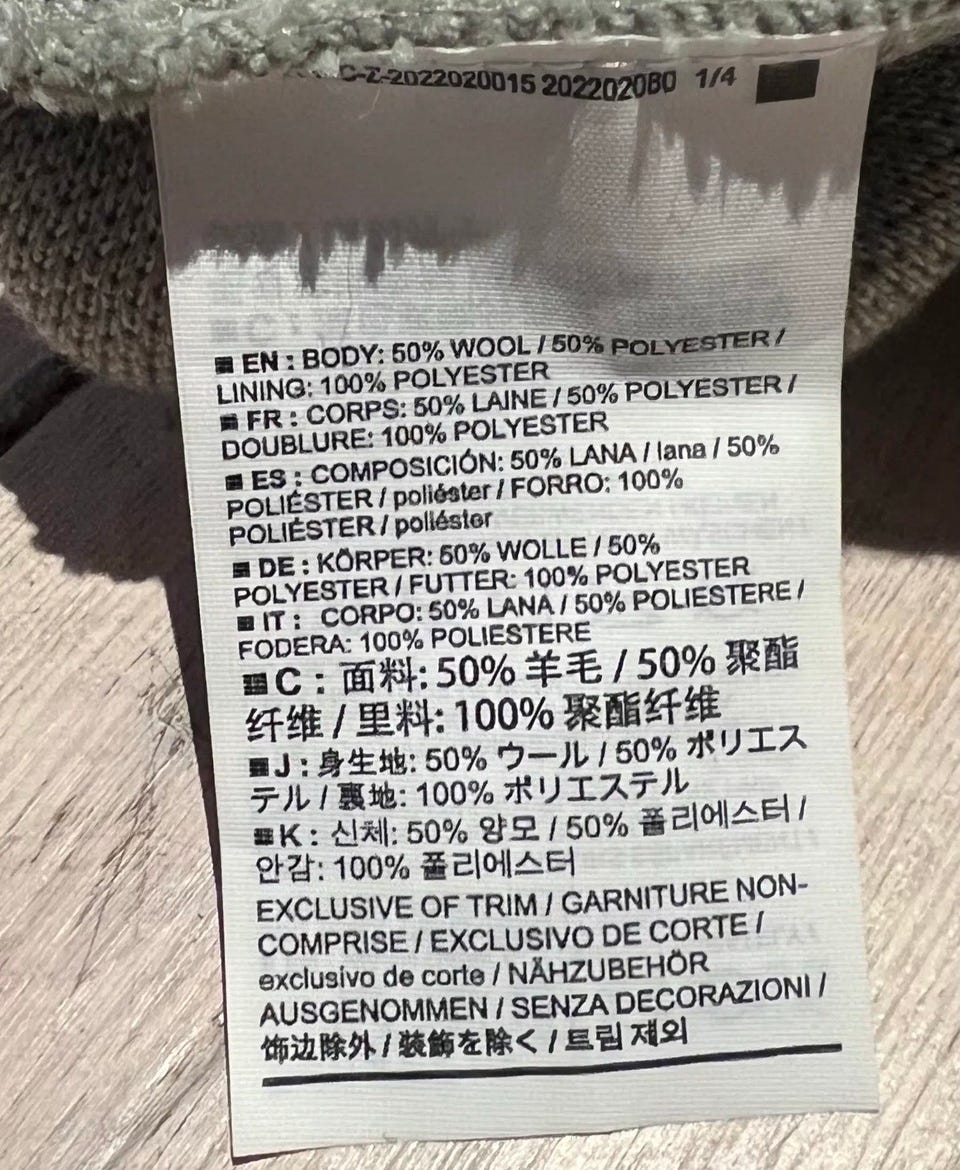 C-Z-2022020015 2022020B0 1/4
EN : BODY: 50% WOOL / 50% POLYESTER /
LINING: 100% POLYESTER
FR : CORPS: 50% LAINE / 50% POLYESTER /
DOUBLURE: 100% POLYESTER
ES : COMPOSICIÓN: 50% LANA / lana / 50%
POLIÉSTER / poliéster / FORRO: 100%
POLIÉSTER / poliéster
DE : KÖRPER: 50% WOLLE / 50%
POLYESTER / FUTTER: 100% POLYESTER
IT : CORPO: 50% LANA / 50% POLIESTERE /
FODERA: 100% POLIESTERE
C : 面料: 50% 羊毛 / 50% 聚酯
纤维 / 里料: 100% 聚酯纤维
J : 身生地: 50% ウール / 50% ポリエス
テル / 裏地: 100% ポリエステル
K : 신체: 50% 양모 / 50% 폴리에스터 /
안감: 100% 폴리에스터
EXCLUSIVE OF TRIM / GARNITURE NON-
COMPRISE / EXCLUSIVO DE CORTE /
exclusivo de corte / NÄHZUBEHÖR
AUSGENOMMEN / SENZA DECORAZIONI /
饰边除外 / 装飾を除く / 트림 제외